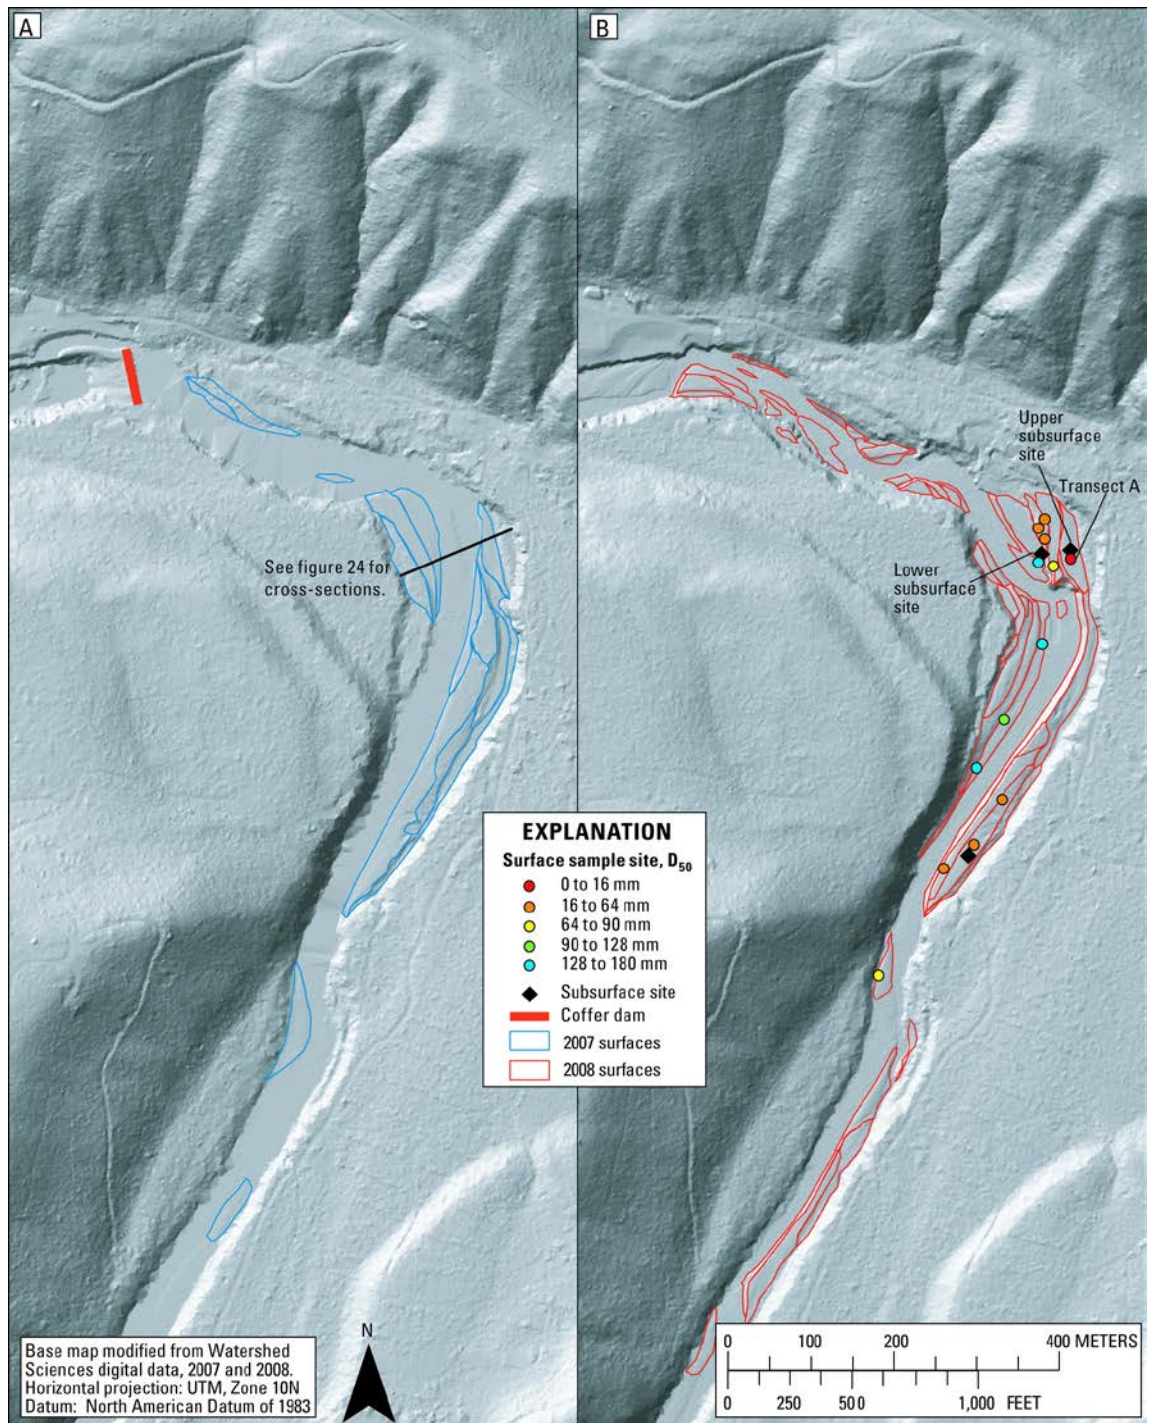 A
B
Upper
subsurface
site
Transect A
See figure 24 for
cross-sections.
Lower
subsurface
site
EXPLANATION
Surface sample site, D50
0 to 16 mm
16 to 64 mm
64 to 90 mm
90 to 128 mm
128 to 180 mm
Subsurface site
Coffer dam
2007 surfaces
2008 surfaces
N
Base map modified from Watershed
Sciences digital data, 2007 and 2008.
Horizontal projection: UTM, Zone 10N
Datum: North American Datum of 1983
0 100 200 400 METERS
0 250 500 1,000 FEET